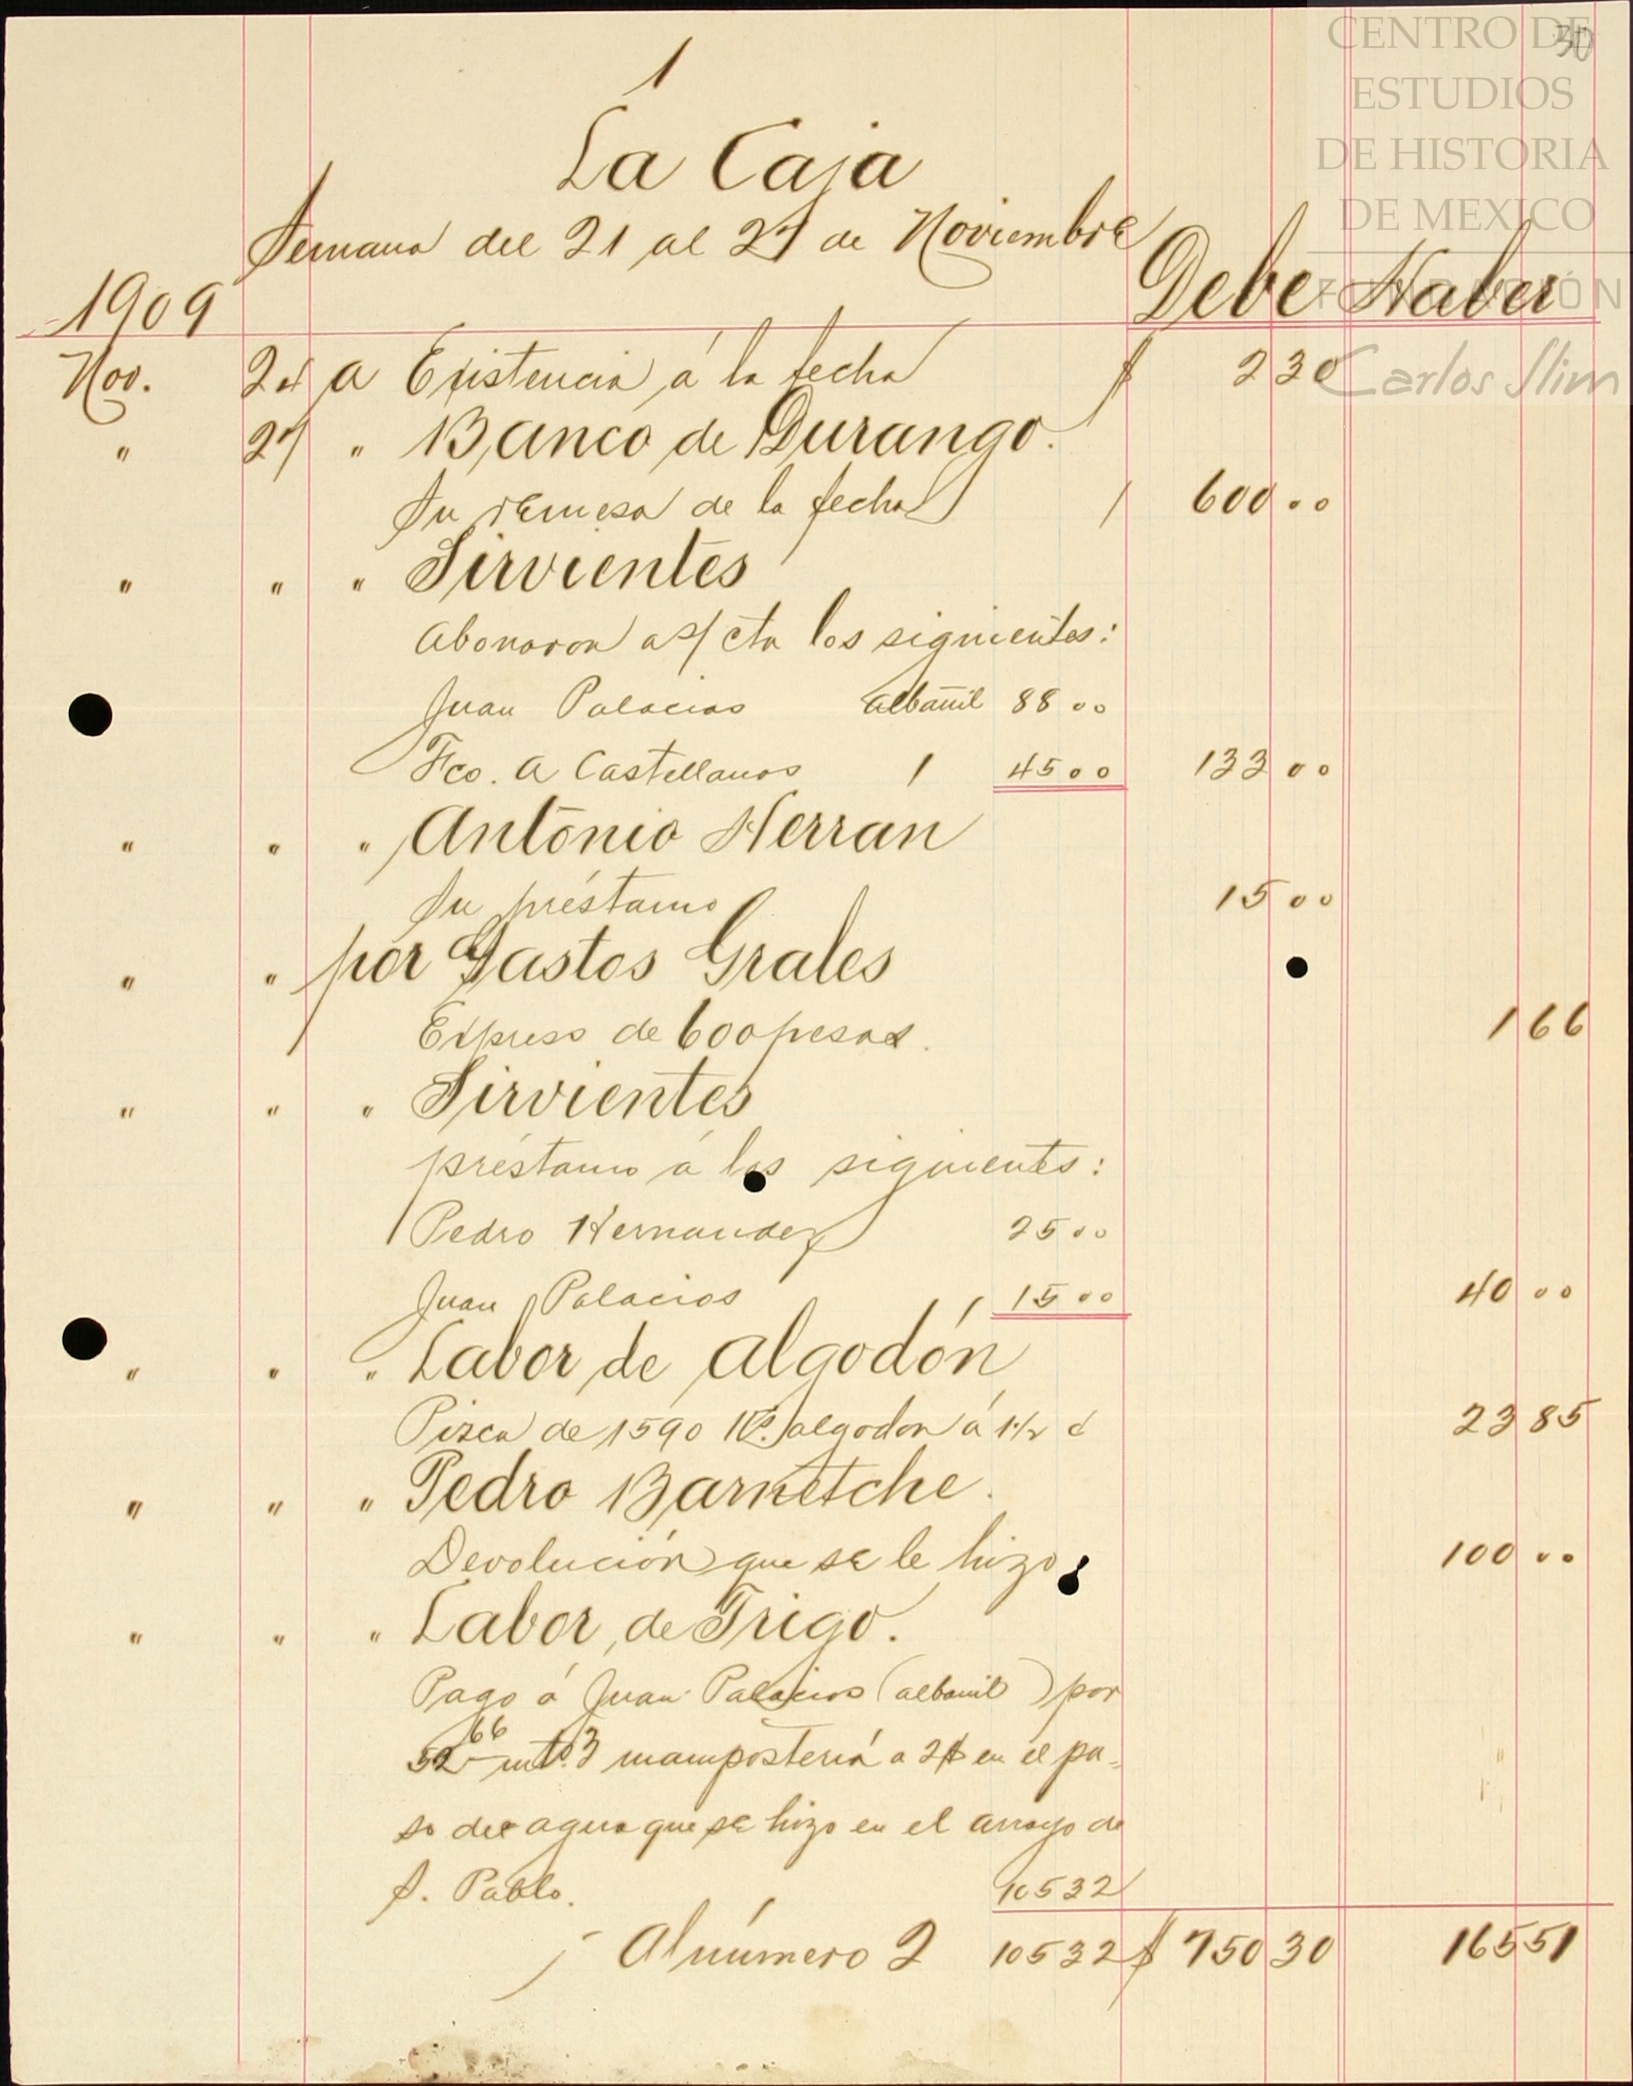 CENTRO DE
ESTUDIOS
DE HISTORIA
DE MEXICO
FUNDACIÓN
Carlos Slim
30
1
La Caja
Semana del 21 al 27 de Noviembre
1909 Debe Haber
Nov. 21 a Existencia á la fecha $ 2 30
" 27 " Banco de Durango.
Su remesa de la fecha 600 00
" " " Sirvientes
Abonaron a s/ cta los siguientes:
Juan Palacios albañil 88 00
Fco. A Castellanos 45 00 133 00
" " " Antonio Herrán
Su préstamo 15 00
" " por Gastos Grales
Expreso de 600 pesos. 1 66
" " " Sirvientes
préstamo á los siguientes:
Pedro Hernandez 25 00
Juan Palacios 15 00 40 00
" " " Labor de Algodón
Pizca de 1590 Ks. algodon á 1½ ¢ 23 85
" " " Pedro Barnetche.
Devolución que se le hizo 100 00
" " " Labor de Trigo.
Pago á Juan Palacios (albañil) por
52 66 mts.3 mampostería a 2$ en el pa-
so del agua que se hizo en el arroyo de
S. Pablo. 105 32
Al número 2 105 32 $ 750 30 165 51